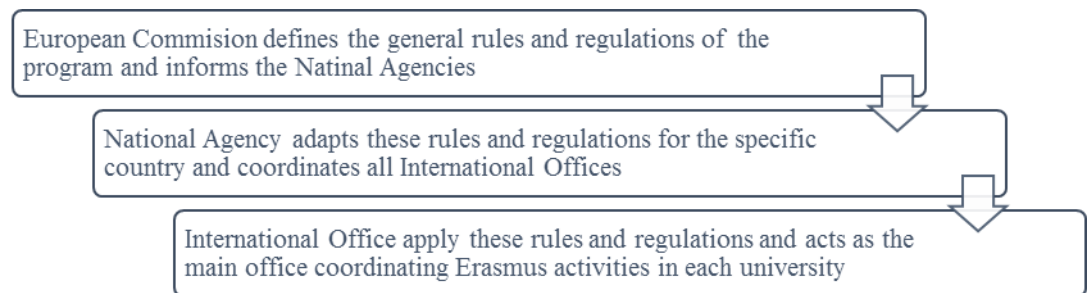 European Commision defines the general rules and regulations of the
program and informs the Natinal Agencies
National Agency adapts these rules and regulations for the specific
country and coordinates all International Offices
International Office apply these rules and regulations and acts as the
main office coordinating Erasmus activities in each university